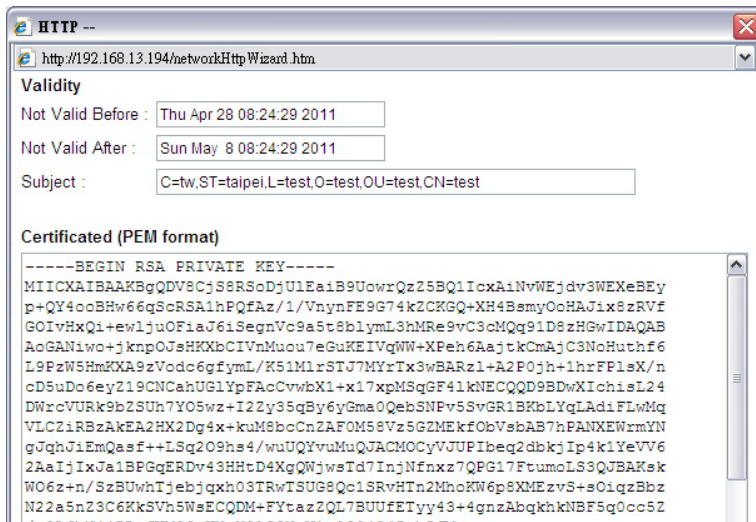 HTTP --
http://192.168.13.194/networkHttpWizard.htm
Validity
Not Valid Before : Thu Apr 28 08:24:29 2011
Not Valid After : Sun May 8 08:24:29 2011
Subject : C=tw,ST=taipei,L=test,O=test,OU=test,CN=test
Certificated (PEM format)
-----BEGIN RSA PRIVATE KEY-----
MIICXAIBAAKBgQDV8CjS8RSoDjUlEaiB9UowrQzZ5BQ1IcxAiNvWEjdv3WEXeBEy
p+QY4ooBHw66qScRSA1hPQfAz/1/VnynFE9G74kZCKGQ+XH4BsmyOoHAJix8zRVf
GOIvHxQi+ewljuOFiaJ6iSegnVc9a5t8blymL3hMRe9vC3cMQq91D8zHGwIDAQAB
AoGANiwo+jknpOJsHKXbCIVnMuou7eGuKEIVqWW+XPeh6AajtkCmAjC3NoHuthf6
L9PzW5HmKXA9zVodc6gfymL/K51MlrSTJ7MYrTx3wBARzl+A2P0jh+1hrFPlsX/n
cD5uDo6eyZ19CNCahUGlYpFAcCvwbX1+x17xpMSqGF4lkNECQQD9BDwXIchisL24
DWrcVURk9bZSUh7YO5wz+I2Zy35qBy6yGma0QebSNPv5SvGR1BKbLYqLAdiFLwMq
VLCZiRBzAkEA2HX2Dg4x+kuM8bcCnZAF0M58Vz5GZMEkfObVsbAB7hPANXEWrmYN
gJqhJiEmQasf++LSq2O9hs4/wuUQYvuMuQJACMOCyVJUPIbeq2dbkjIp4k1YeVV6
2AaIjIxJa1BPGqERDv43HHtD4XgQWjwsTd7InjNfnxz7QPG17FtumoLS3QJBAKsk
WO6z+n/SzBUwhTjebjqxh03TRwTSUG8Qc1SRvHTn2MhoKW6p8XMEzvS+sOiqzBbz
N22a5nZ3C6KkSVh5WsECQDM+FYtazZQL7BUUfETyy43+4gnzAbqkhkNBF5q0cc5Z